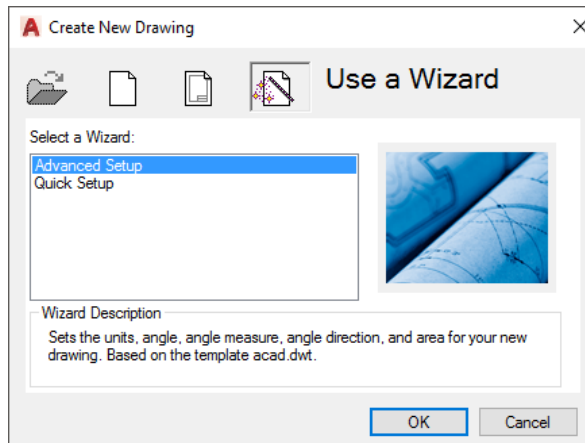 Create New Drawing
Use a Wizard
Select a Wizard:
Advanced Setup
Quick Setup
Wizard Description
Sets the units, angle, angle measure, angle direction, and area for your new
drawing. Based on the template acad.dwt.
OK
Cancel